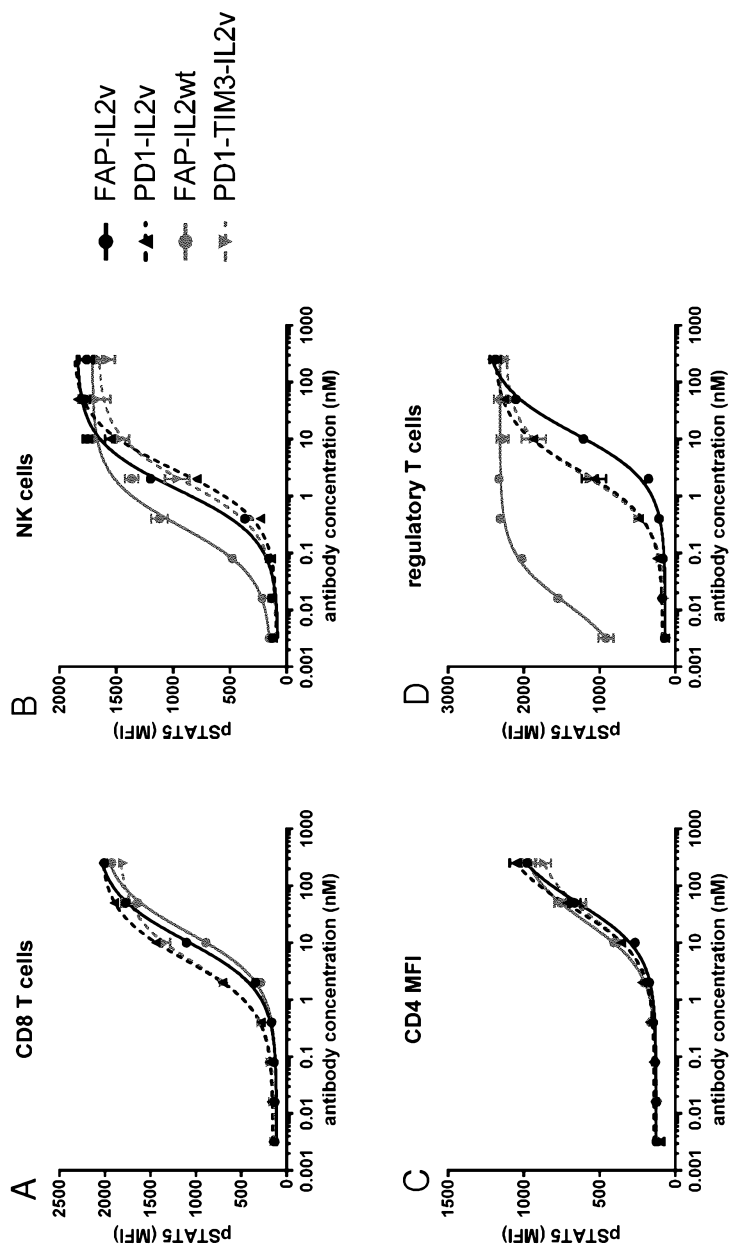 A
CD8 T cells
pSTAT5 (MFI)
2500
2000
1500
1000
500
0
0.001
0.01
0.1
1
10
100
1000
antibody concentration (nM)
B
NK cells
pSTAT5 (MFI)
2000
1500
1000
500
0
0.001
0.01
0.1
1
10
100
1000
antibody concentration (nM)
FAP-IL2v
PD1-IL2v
FAP-IL2wt
PD1-TIM3-IL2v
C
CD4 MFI
pSTAT5 (MFI)
1500
1000
500
0
0.001
0.01
0.1
1
10
100
1000
antibody concentration (nM)
D
regulatory T cells
pSTAT5 (MFI)
3000
2000
1000
0
0.001
0.01
0.1
1
10
100
1000
antibody concentration (nM)